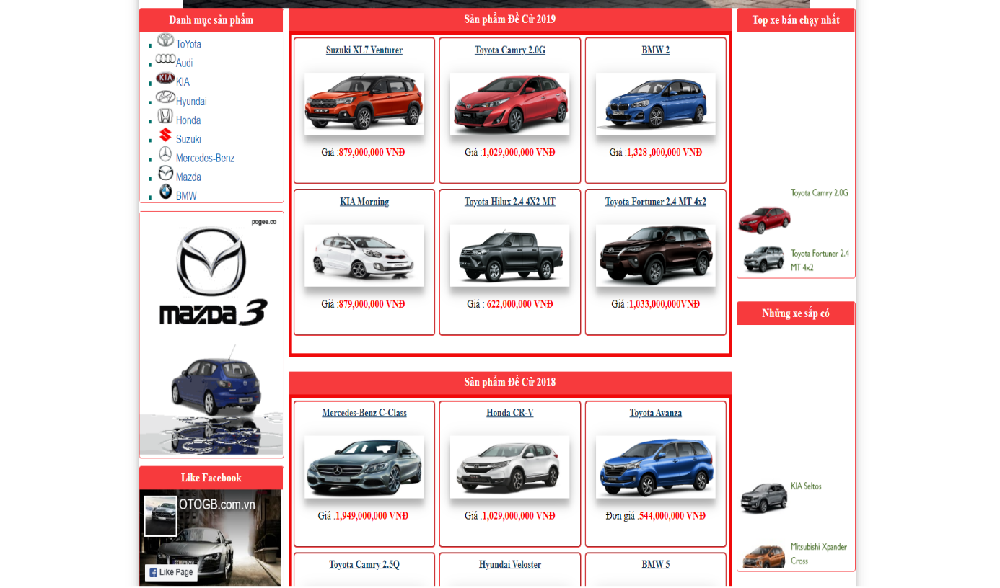 Danh mục sản phẩm
ToYota
Audi
KIA
KIA
Hyundai
Honda
Suzuki
Mercedes-Benz
Mazda
BMW
pogee.co
mazda 3
Like Facebook
OTOGB.com.vn
Like Page
Sản phẩm Đề Cử 2019
Suzuki XL7 Venturer
Toyota Camry 2.0G
BMW 2
XL7
Giá :879,000,000 VNĐ
Giá :1,029,000,000 VNĐ
Giá :1,328 ,000,000 VNĐ
KIA Morning
Toyota Hilux 2.4 4X2 MT
Toyota Fortuner 2.4 MT 4x2
Giá :879,000,000 VNĐ
Giá : 622,000,000 VNĐ
Giá :1,033,000,000VNĐ
Sản phẩm Đề Cử 2018
Mercedes-Benz C-Class
Honda CR-V
Toyota Avanza
Giá :1,949,000,000 VNĐ
Giá :1,029,000,000 VNĐ
Đơn giá :544,000,000 VNĐ
Toyota Camry 2.5Q
Hyundai Veloster
BMW 5
Top xe bán chạy nhất
Toyota Camry 2.0G
Toyota Fortuner 2.4
MT 4x2
Những xe sắp có
KIA Seltos
Mitsubishi Xpander
Cross